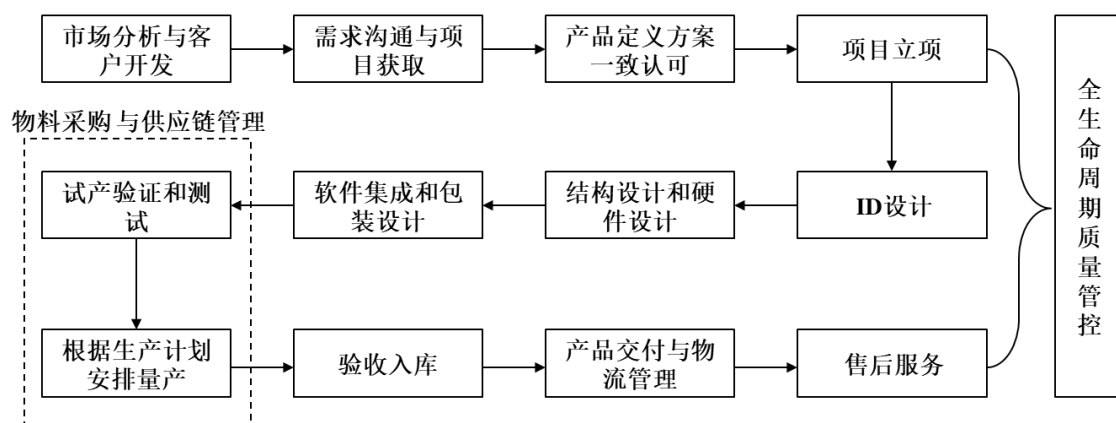 市场分析与客
户开发
需求沟通与项
目获取
产品定义方案
一致认可
项目立项
物料采购与供应链管理
试产验证和测
试
软件集成和包
装设计
结构设计和硬
件设计
ID设计
根据生产计划
安排量产
验收入库
产品交付与物
流管理
售后服务
全
生
命
周
期
质
量
管
控